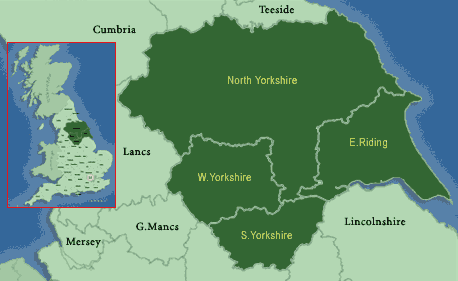 Teeside
Cumbria
North Yorkshire
E.Riding
Lancs
W.Yorkshire
Lincolnshire
G.Mancs
S.Yorkshire
Mersey